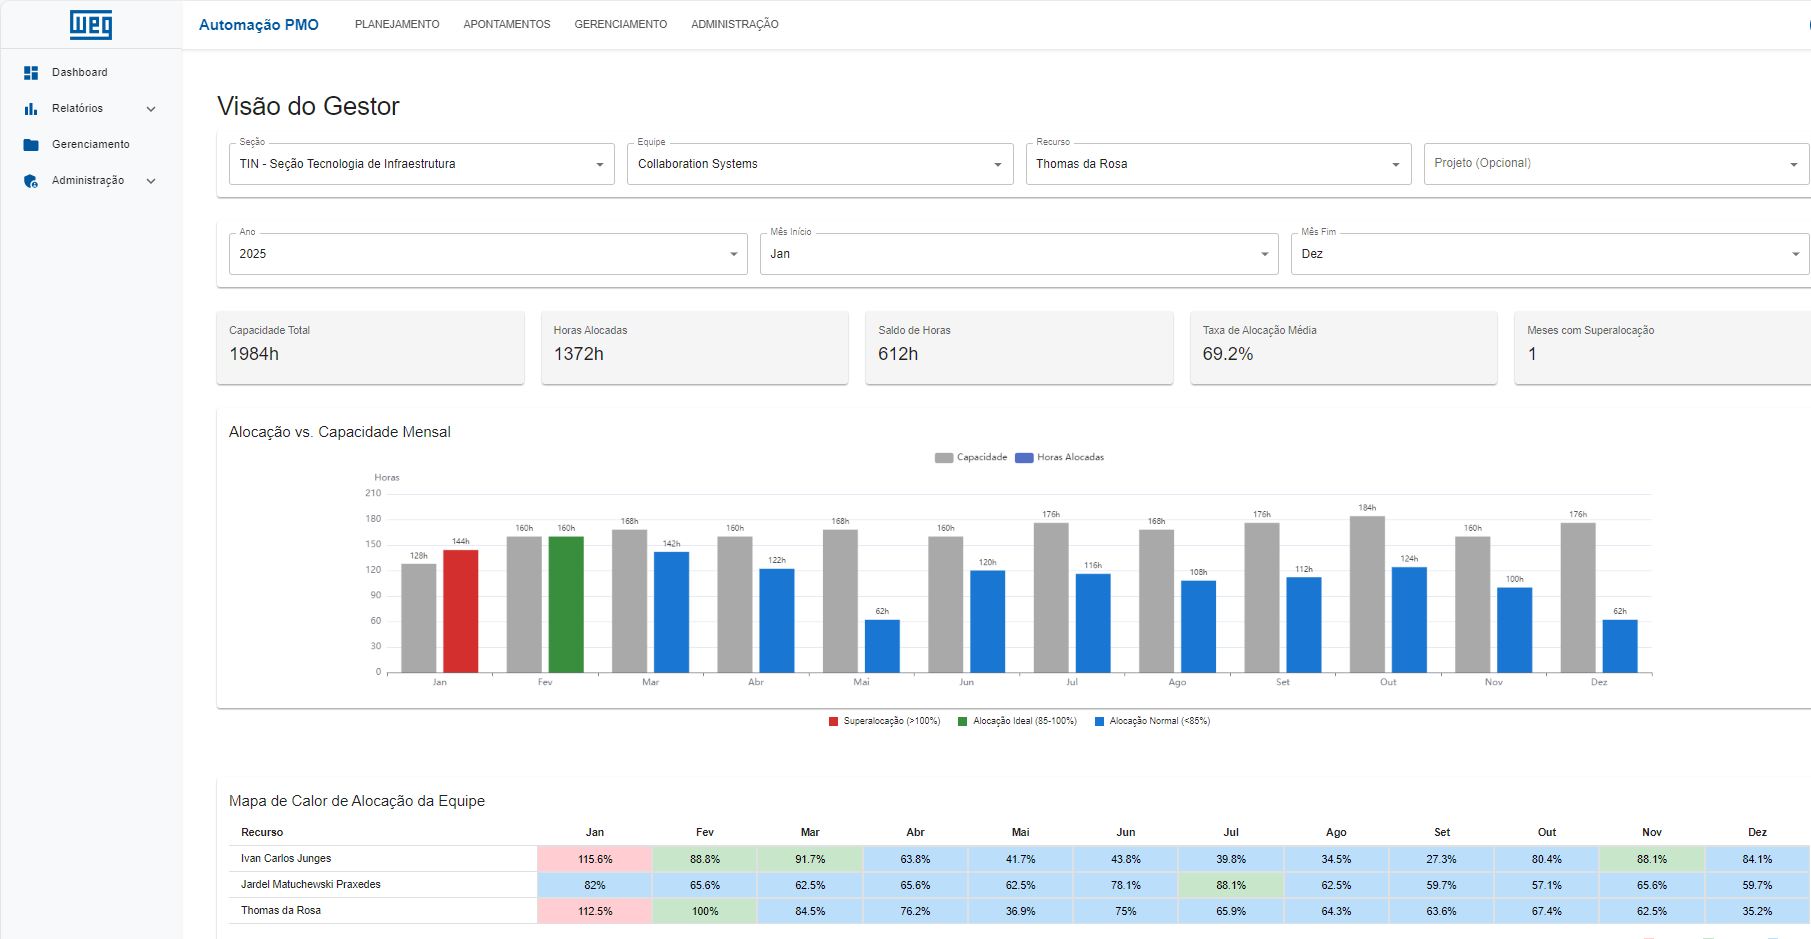 weg
Automação PMO
PLANEJAMENTO APONTAMENTOS GERENCIAMENTO ADMINISTRAÇÃO
Dashboard
Relatórios
Gerenciamento
Administração
Visão do Gestor
Seção Equipe Recurso
TIN - Seção Tecnologia de Infraestrutura Collaboration Systems Thomas da Rosa Projeto (Opcional)
Ano Mês Início Mês Fim
2025 Jan Dez
Capacidade Total Horas Alocadas Saldo de Horas Taxa de Alocação Média Meses com Superalocação
1984h 1372h 612h 69.2% 1
Alocação vs. Capacidade Mensal
Capacidade Horas Alocadas
Horas
210
180
150
120
90
60
30
0
128h 144h 160h 160h 168h 142h 160h 122h 168h 62h 160h 120h 176h 116h 168h 108h 176h 112h 184h 124h 160h 100h 176h 62h
Jan Fev Mar Abr Mai Jun Jul Ago Set Out Nov Dez
Superalocação (>100%) Alocação Ideal (85-100%) Alocação Normal (<85%)
Mapa de Calor de Alocação da Equipe
Recurso Jan Fev Mar Abr Mai Jun Jul Ago Set Out Nov Dez
Ivan Carlos Junges 115.6% 88.8% 91.7% 63.8% 41.7% 43.8% 39.8% 34.5% 27.3% 80.4% 88.1% 84.1%
Jardel Matuchewski Praxedes 82% 65.6% 62.5% 65.6% 62.5% 78.1% 88.1% 62.5% 59.7% 57.1% 65.6% 59.7%
Thomas da Rosa 112.5% 100% 84.5% 76.2% 36.9% 75% 65.9% 64.3% 63.6% 67.4% 62.5% 35.2%